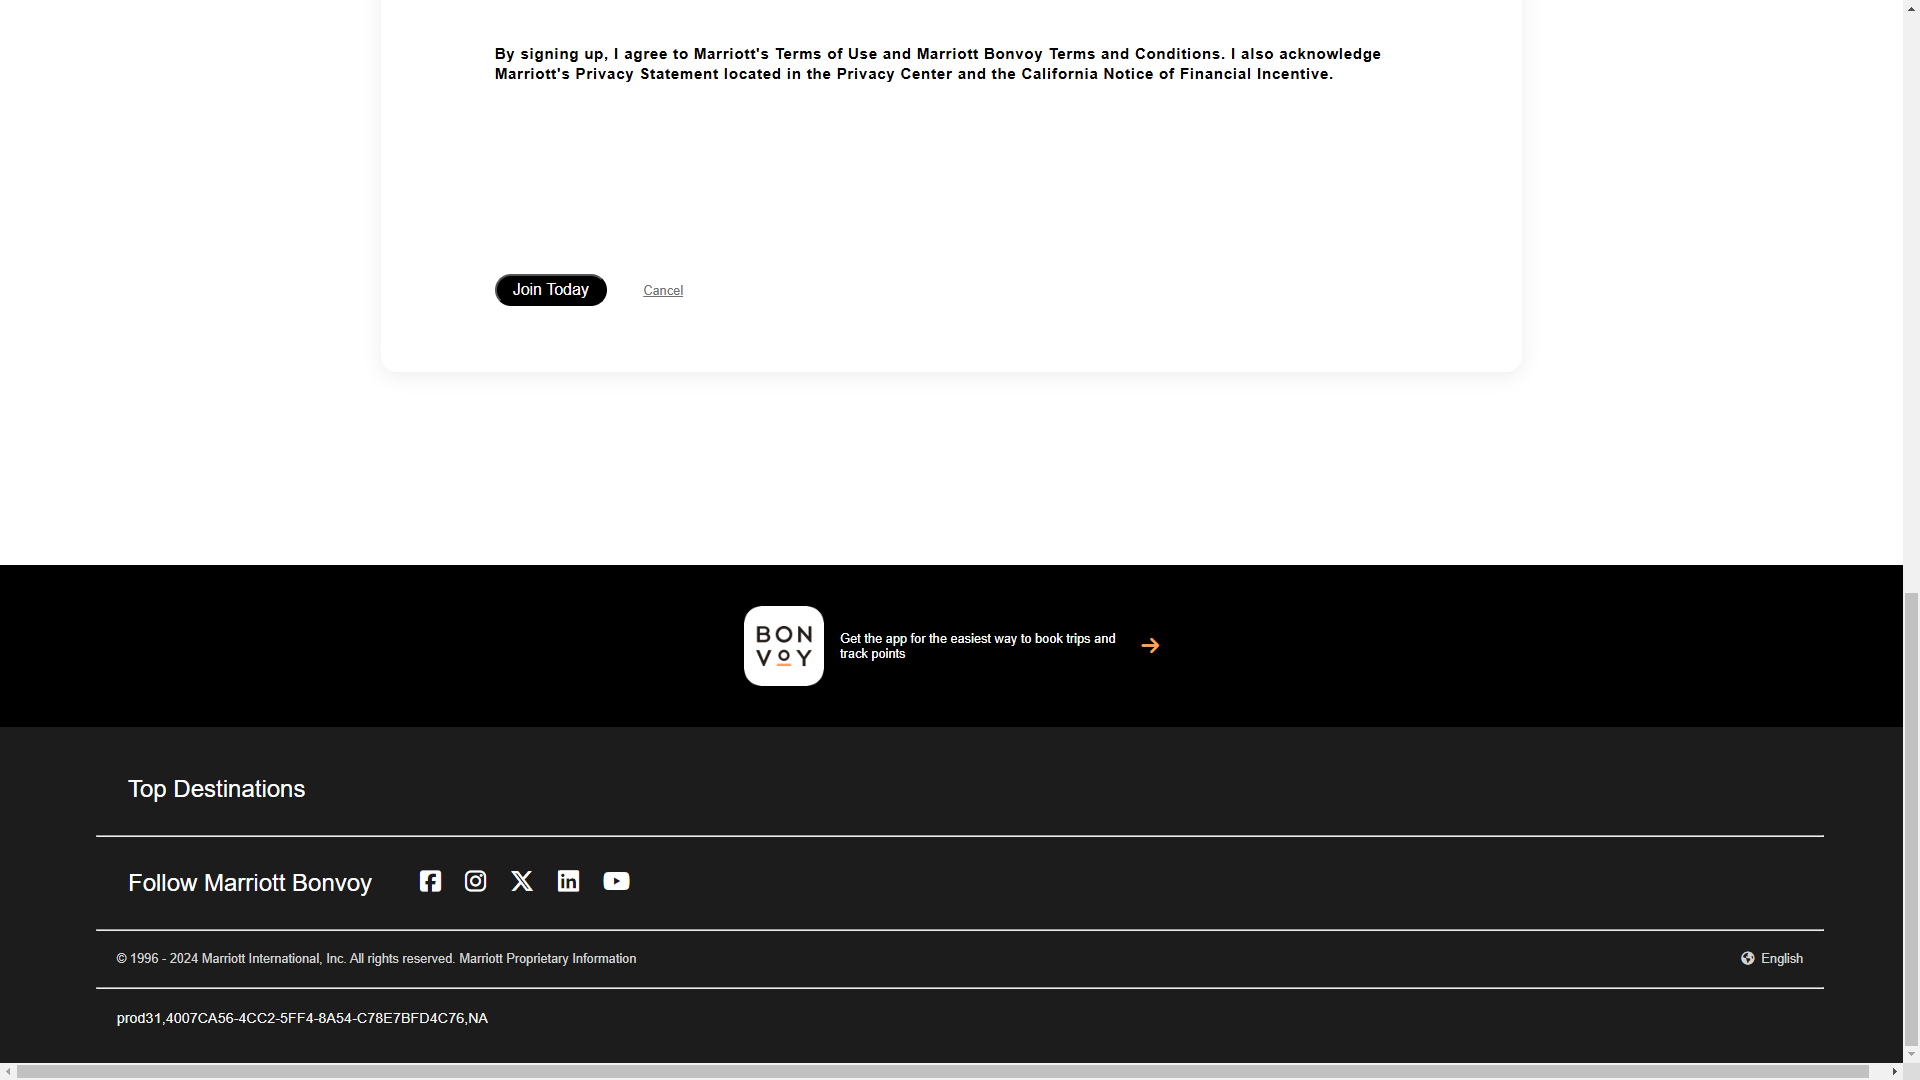 By signing up, I agree to Marriott's Terms of Use and Marriott Bonvoy Terms and Conditions. I also acknowledge
Marriott's Privacy Statement located in the Privacy Center and the California Notice of Financial Incentive.
Join Today
Cancel
BON
VOY
Get the app for the easiest way to book trips and
track points
Top Destinations
Follow Marriott Bonvoy
© 1996 - 2024 Marriott International, Inc. All rights reserved. Marriott Proprietary Information
English
prod31,4007CA56-4CC2-5FF4-8A54-C78E7BFD4C76,NA